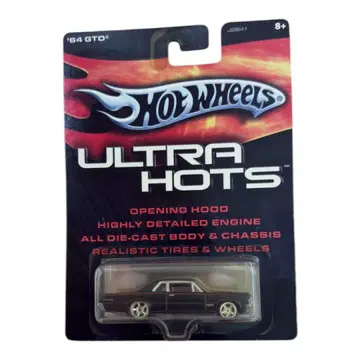 '64 GTO®
8+
HOT WHEELS
ULTRA
HOTS™
OPENING HOOD
HIGHLY DETAILED ENGINE
ALL DIE-CAST BODY & CHASSIS
REALISTIC TIRES & WHEELS